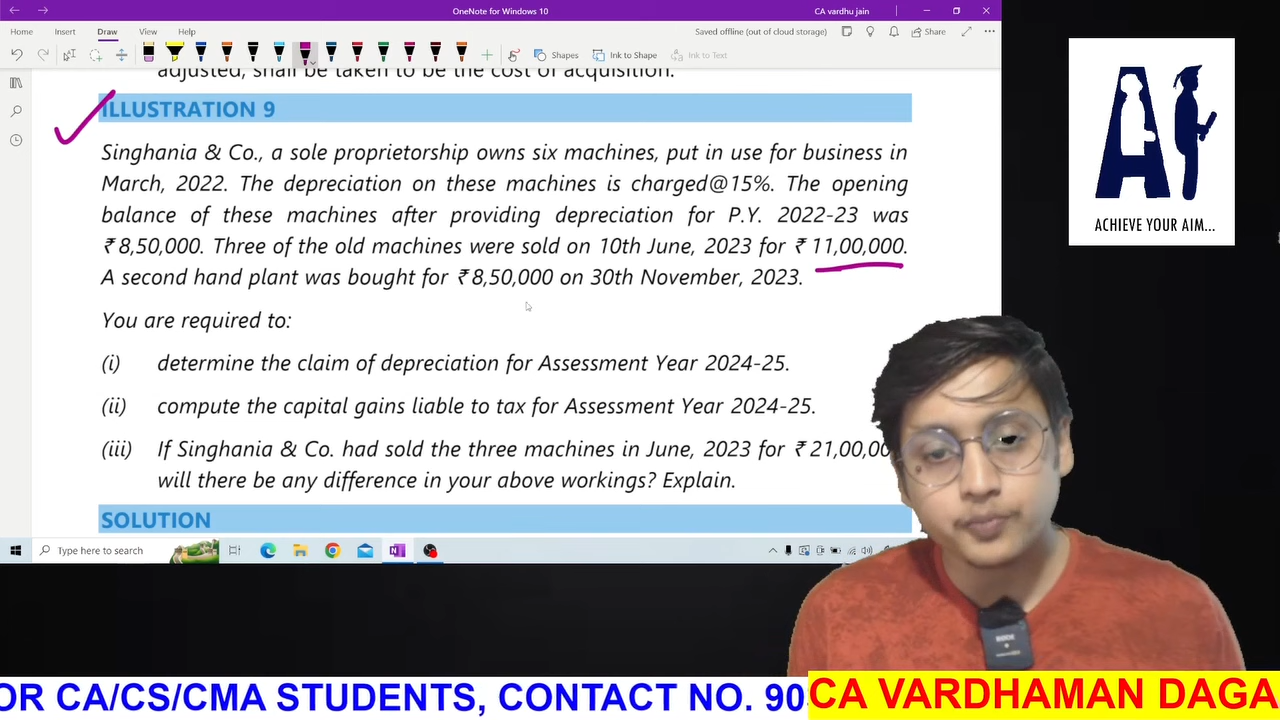 OneNote for Windows 10
CA vardhu jain
Home Insert Draw View Help
Saved offline (out of cloud storage)
Share
Shapes
Ink to Shape
Ink to Text
adjusted, shall be taken to be the cost of acquisition.
ILLUSTRATION 9
Singhania & Co., a sole proprietorship owns six machines, put in use for business in
March, 2022. The depreciation on these machines is charged@15%. The opening
balance of these machines after providing depreciation for P.Y. 2022-23 was
₹ 8,50,000. Three of the old machines were sold on 10th June, 2023 for ₹ 11,00,000.
A second hand plant was bought for ₹ 8,50,000 on 30th November, 2023.
You are required to:
(i) determine the claim of depreciation for Assessment Year 2024-25.
(ii) compute the capital gains liable to tax for Assessment Year 2024-25.
(iii) If Singhania & Co. had sold the three machines in June, 2023 for ₹ 21,00,00
will there be any difference in your above workings? Explain.
SOLUTION
Type here to search
A
ACHIEVE YOUR AIM...
OR CA/CS/CMA STUDENTS, CONTACT NO. 90
CA VARDHAMAN DAGA